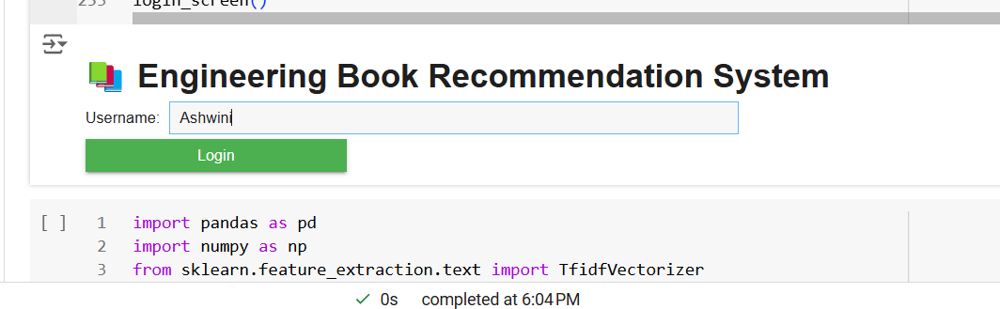 255 login_screen()
📚 Engineering Book Recommendation System
Username: Ashwini
Login
[ ] 1 import pandas as pd
2 import numpy as np
3 from sklearn.feature_extraction.text import TfidfVectorizer
✓ 0s completed at 6:04 PM